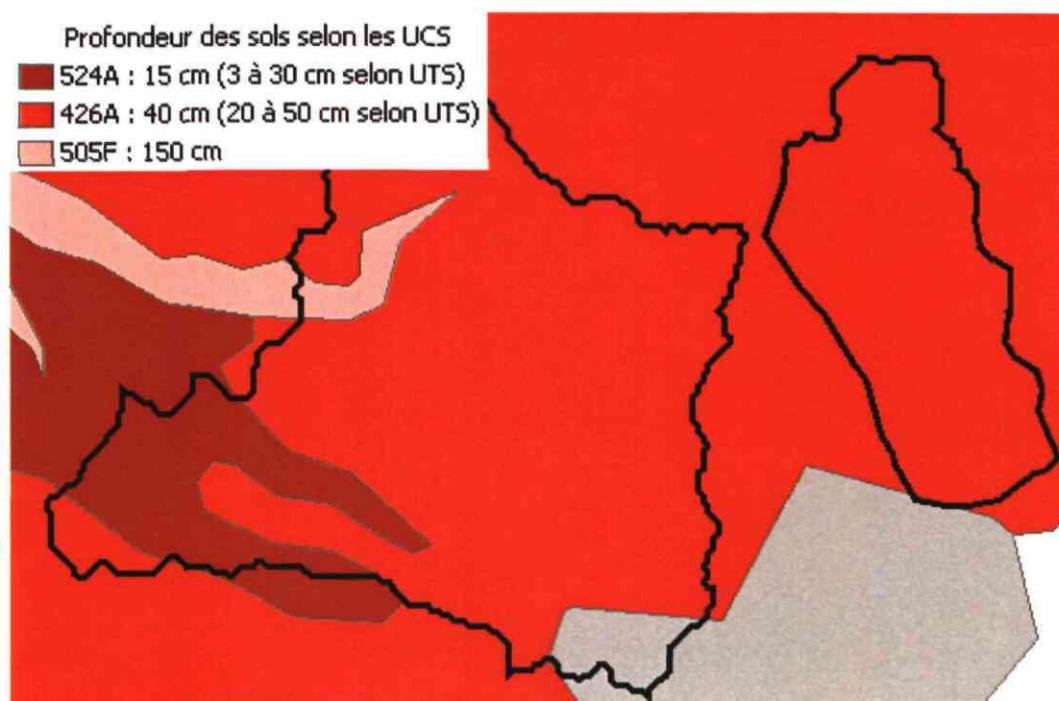 Profondeur des sols selon les UCS
524A : 15 cm (3 à 30 cm selon UTS)
426A : 40 cm (20 à 50 cm selon UTS)
505F : 150 cm